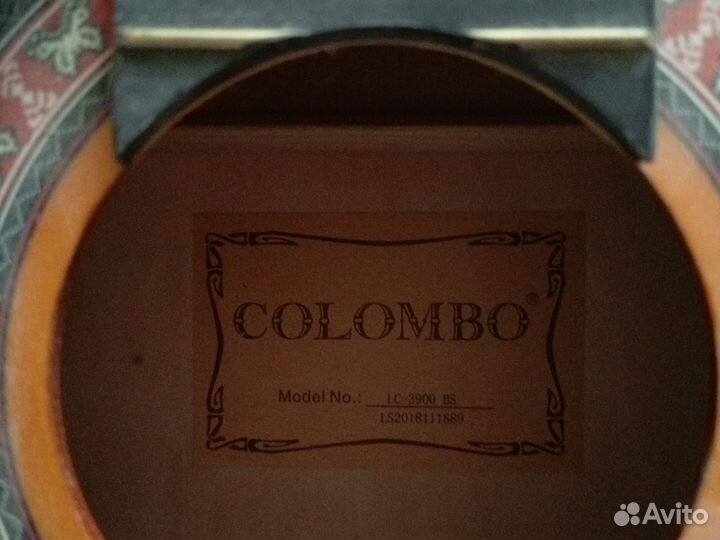 COLOMBO®
Model No.: LC-3900 BS
LS2018111889
Avito